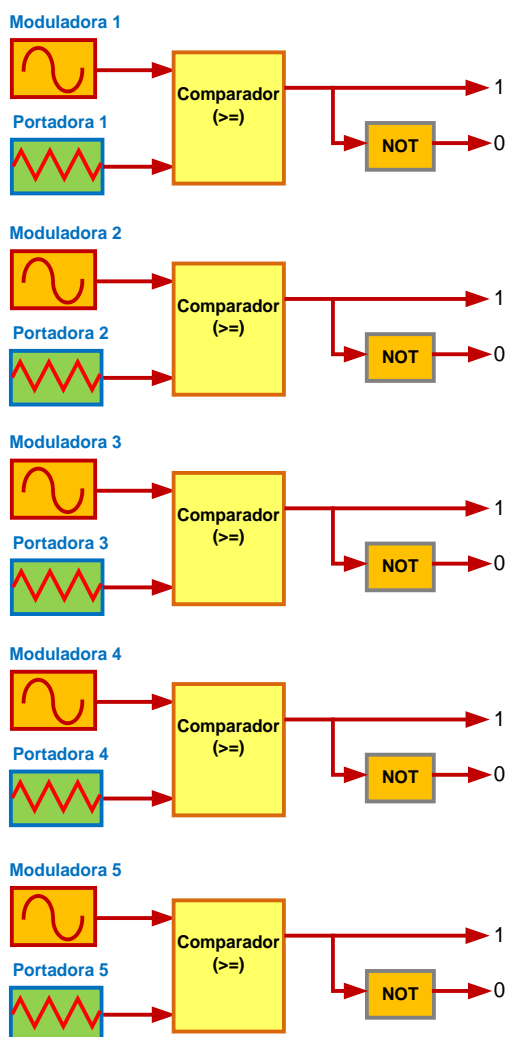 Moduladora 1
Comparador
(>=)
1
Portadora 1
NOT
0
Moduladora 2
Comparador
(>=)
1
Portadora 2
NOT
0
Moduladora 3
Comparador
(>=)
1
Portadora 3
NOT
0
Moduladora 4
Comparador
(>=)
1
Portadora 4
NOT
0
Moduladora 5
Comparador
(>=)
1
Portadora 5
NOT
0